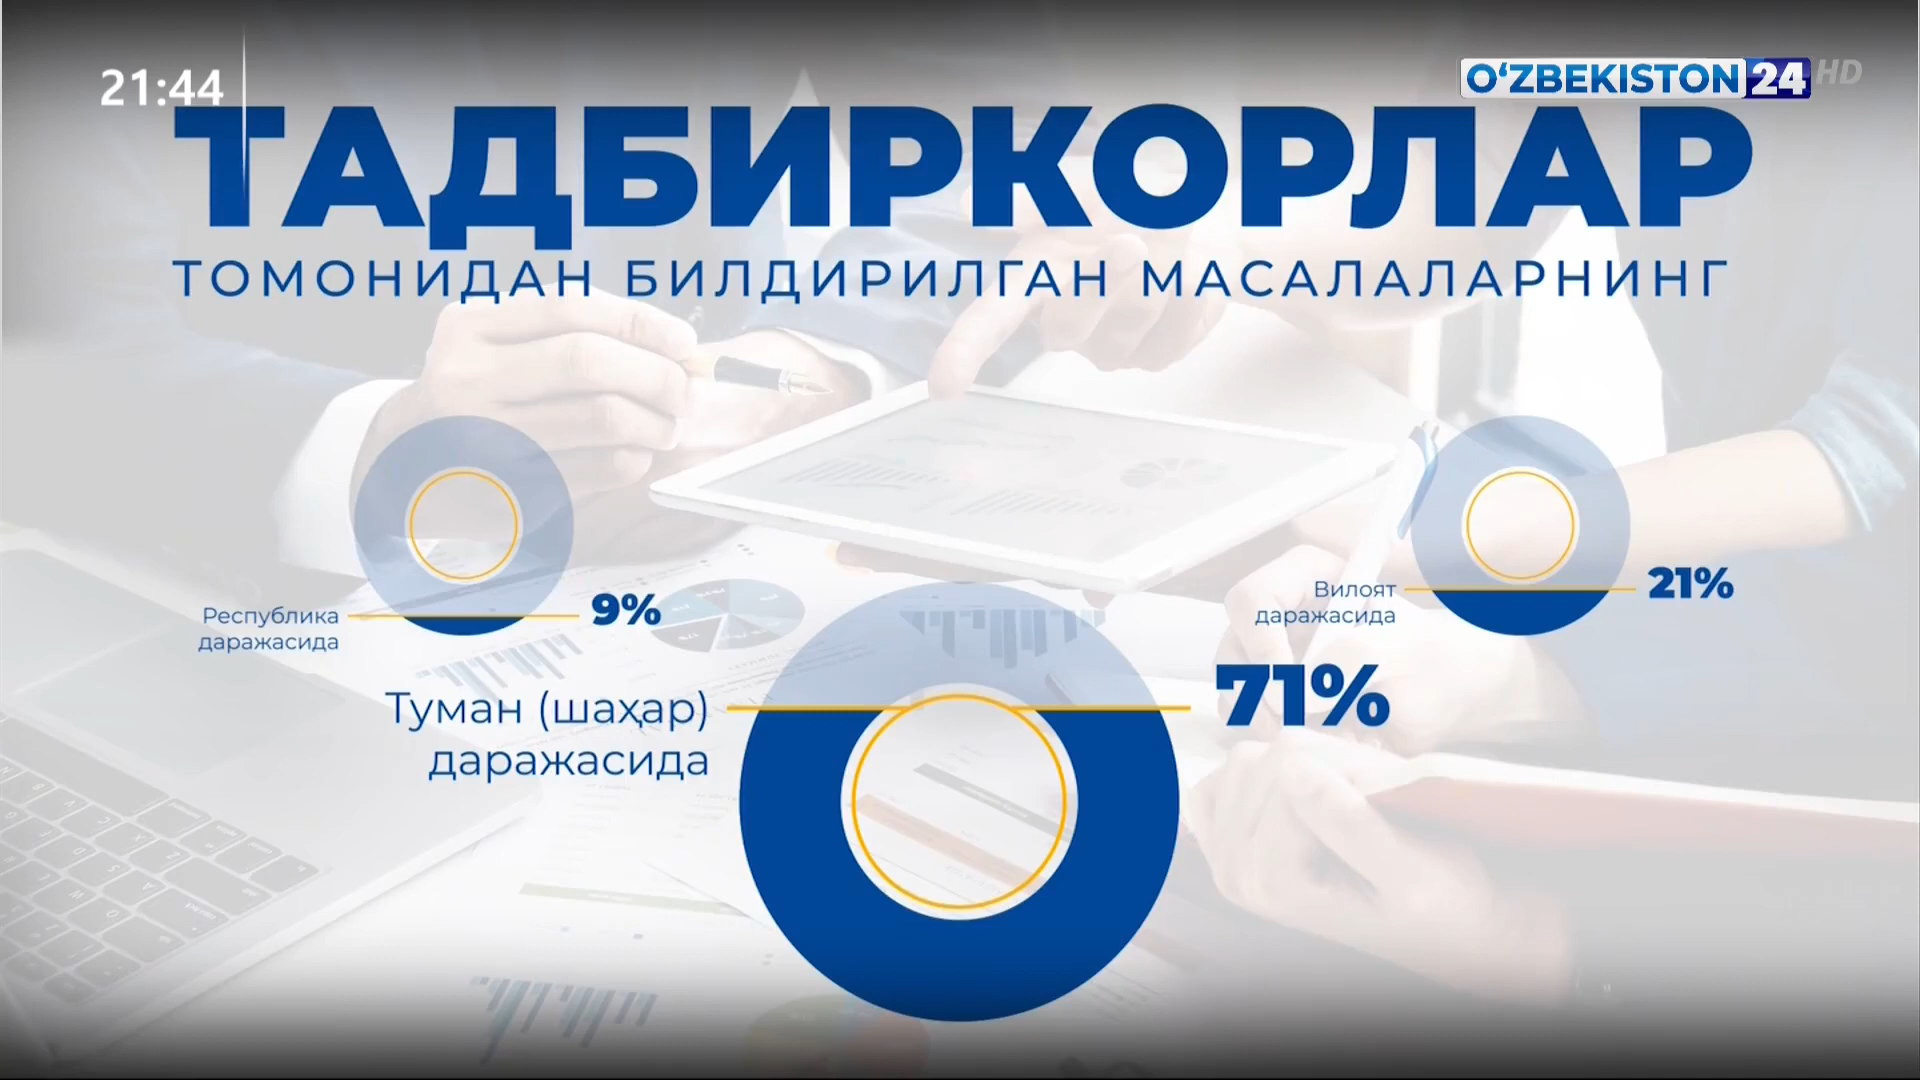 21:44
O‘ZBEKISTON 24 HD
ТАДБИРКОРЛАР
ТОМОНИДАН БИЛДИРИЛГАН МАСАЛАЛАРНИНГ
Республика
даражасида
9%
Вилоят
даражасида
21%
Туман (шаҳар)
даражасида
71%